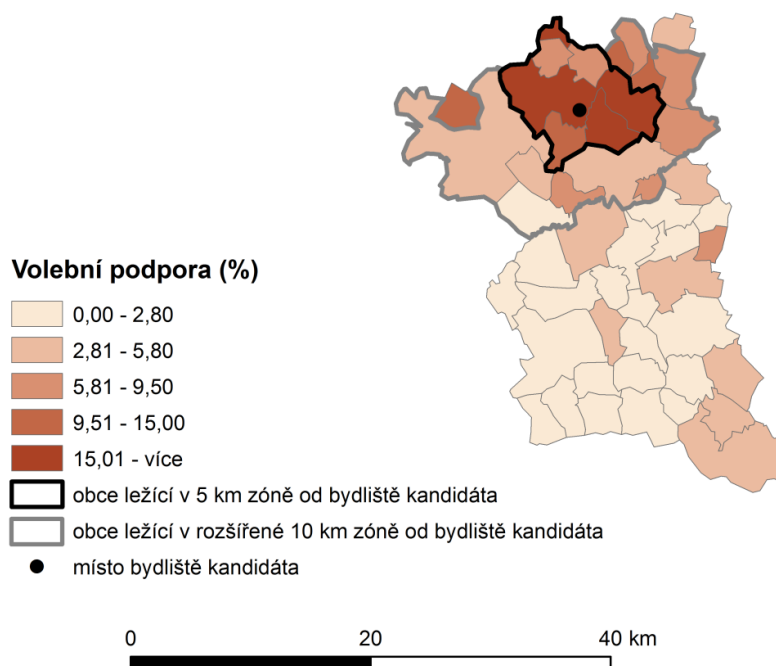 Volební podpora (%)
0,00 - 2,80
2,81 - 5,80
5,81 - 9,50
9,51 - 15,00
15,01 - více
obce ležící v 5 km zóně od bydliště kandidáta
obce ležící v rozšířené 10 km zóně od bydliště kandidáta
místo bydliště kandidáta
0 20 40 km